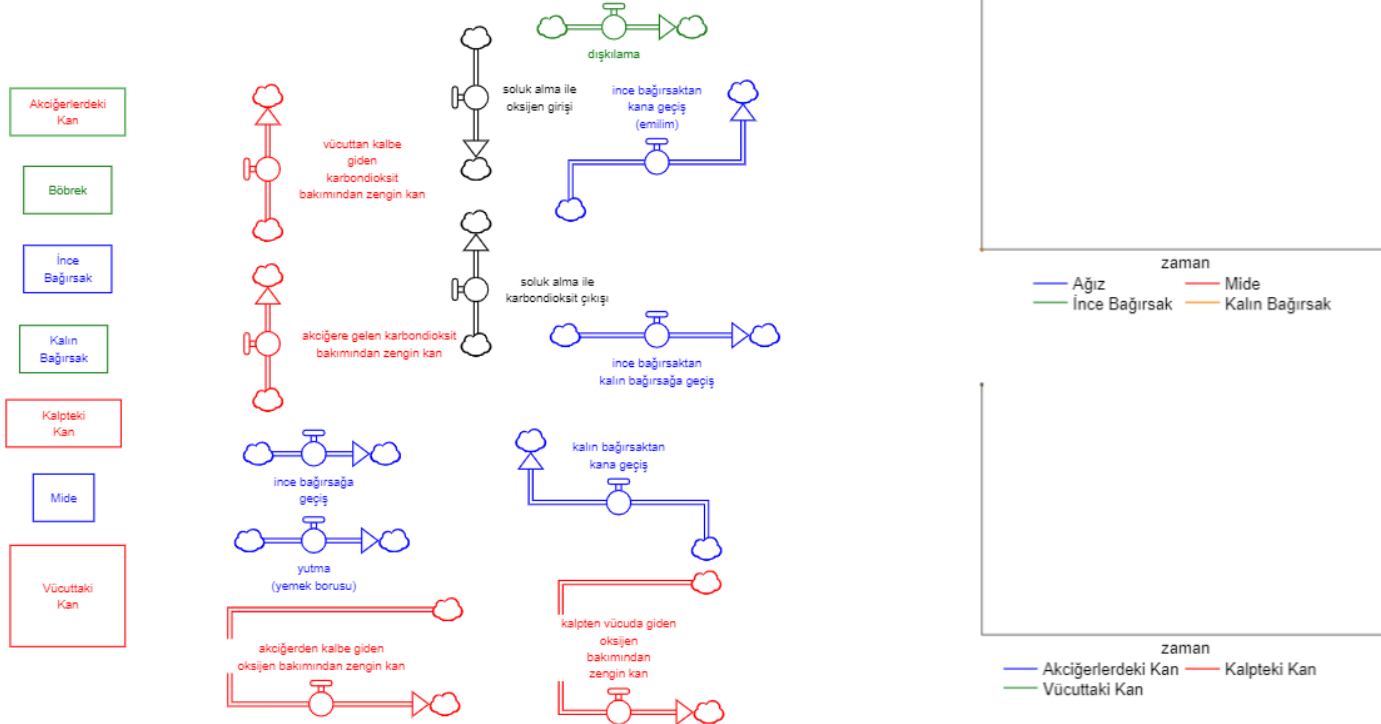 Akciğerlerdeki
Kan
Böbrek
İnce
Bağırsak
Kalın
Bağırsak
Kalpteki
Kan
Mide
Vücuttaki
Kan
vücuttan kalbe
giden
karbondioksit
bakımından zengin kan
akciğere gelen karbondioksit
bakımından zengin kan
ince bağırsağa
geçiş
yutma
(yemek borusu)
akciğerden kalbe giden
oksijen bakımından zengin kan
dışkılama
soluk alma ile
oksijen girişi
ince bağırsaktan
kana geçiş
(emilim)
soluk alma ile
karbondioksit çıkışı
ince bağırsaktan
kalın bağırsağa geçiş
kalın bağırsaktan
kana geçiş
kalpten vücuda giden
oksijen
bakımından
zengin kan
zaman
Ağız Mide
İnce Bağırsak Kalın Bağırsak
zaman
Akciğerlerdeki Kan Kalpteki Kan
Vücuttaki Kan